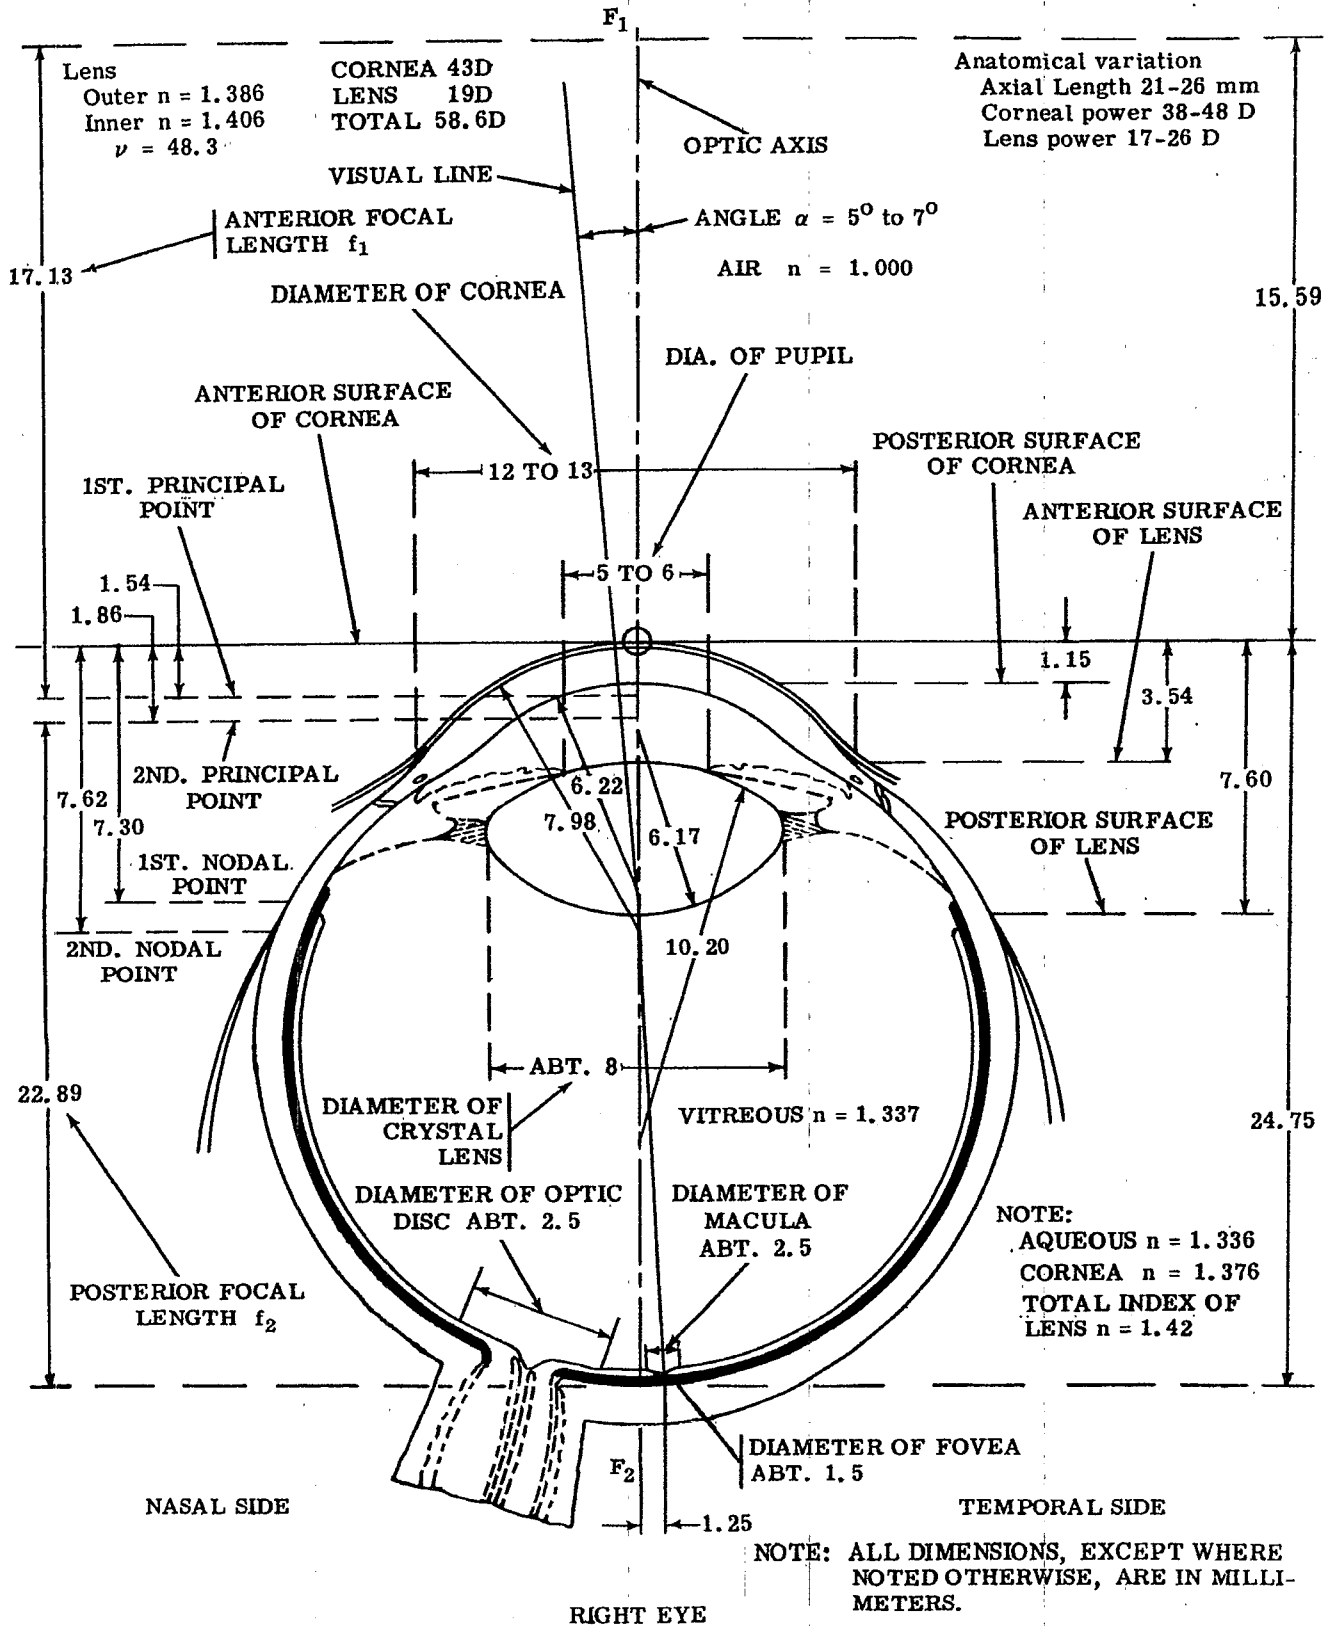 F1
Lens
Outer n = 1.386
Inner n = 1.406
ν = 48.3
CORNEA 43D
LENS 19D
TOTAL 58.6D
Anatomical variation
Axial Length 21-26 mm
Corneal power 38-48 D
Lens power 17-26 D
OPTIC AXIS
VISUAL LINE
ANGLE α = 5° to 7°
ANTERIOR FOCAL
LENGTH f1
17.13
AIR n = 1.000
DIAMETER OF CORNEA
15.59
DIA. OF PUPIL
ANTERIOR SURFACE
OF CORNEA
POSTERIOR SURFACE
OF CORNEA
12 TO 13
1ST. PRINCIPAL
POINT
ANTERIOR SURFACE
OF LENS
5 TO 6
1.54
1.86
1.15
3.54
2ND. PRINCIPAL
POINT
7.62
7.30
6.22
7.98
6.17
7.60
POSTERIOR SURFACE
OF LENS
1ST. NODAL
POINT
2ND. NODAL
POINT
10.20
ABT. 8
22.89
DIAMETER OF
CRYSTAL
LENS
VITREOUS n = 1.337
24.75
DIAMETER OF OPTIC
DISC ABT. 2.5
DIAMETER OF
MACULA
ABT. 2.5
NOTE:
AQUEOUS n = 1.336
CORNEA n = 1.376
TOTAL INDEX OF
LENS n = 1.42
POSTERIOR FOCAL
LENGTH f2
DIAMETER OF FOVEA
ABT. 1.5
F2
NASAL SIDE
TEMPORAL SIDE
1.25
NOTE: ALL DIMENSIONS, EXCEPT WHERE
NOTED OTHERWISE, ARE IN MILLI-
METERS.
RIGHT EYE